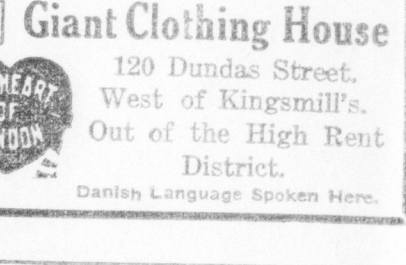 Giant Clothing House
HEART
OF
LONDON
120 Dundas Street,
West of Kingsmill's.
Out of the High Rent
District.
Danish Language Spoken Here.